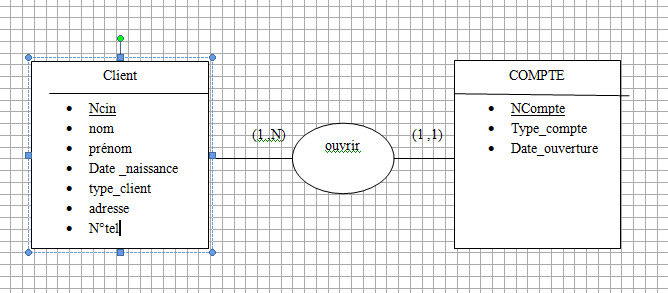 Client
Ncin
nom
prénom
Date _naissance
type_client
adresse
N°tel
(1 ,N)
ouvrir
(1 ,1)
COMPTE
NCompte
Type_compte
Date_ouverture